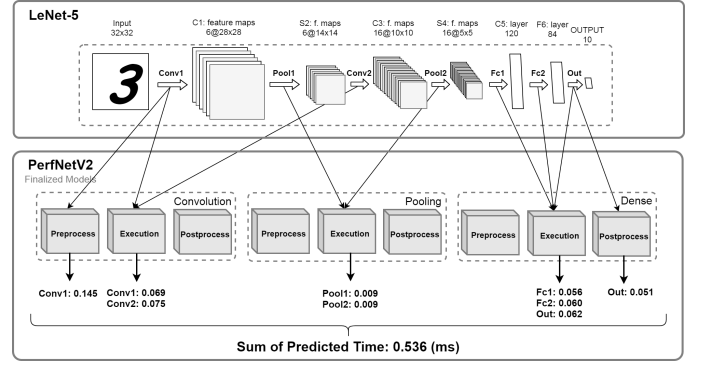 LeNet-5
Input
32x32
C1: feature maps
6@28x28
S2: f. maps
6@14x14
C3: f. maps
16@10x10
S4: f. maps
16@5x5
C5: layer
120
F6: layer
84
OUTPUT
10
3
Conv1
Pool1
Conv2
Pool2
Fc1
Fc2
Out
PerfNetV2
Finalized Models
Convolution
Preprocess
Execution
Postprocess
Pooling
Preprocess
Execution
Postprocess
Dense
Preprocess
Execution
Postprocess
Conv1: 0.145
Conv1: 0.069
Conv2: 0.075
Pool1: 0.009
Pool2: 0.009
Fc1: 0.056
Fc2: 0.060
Out: 0.062
Out: 0.051
Sum of Predicted Time: 0.536 (ms)